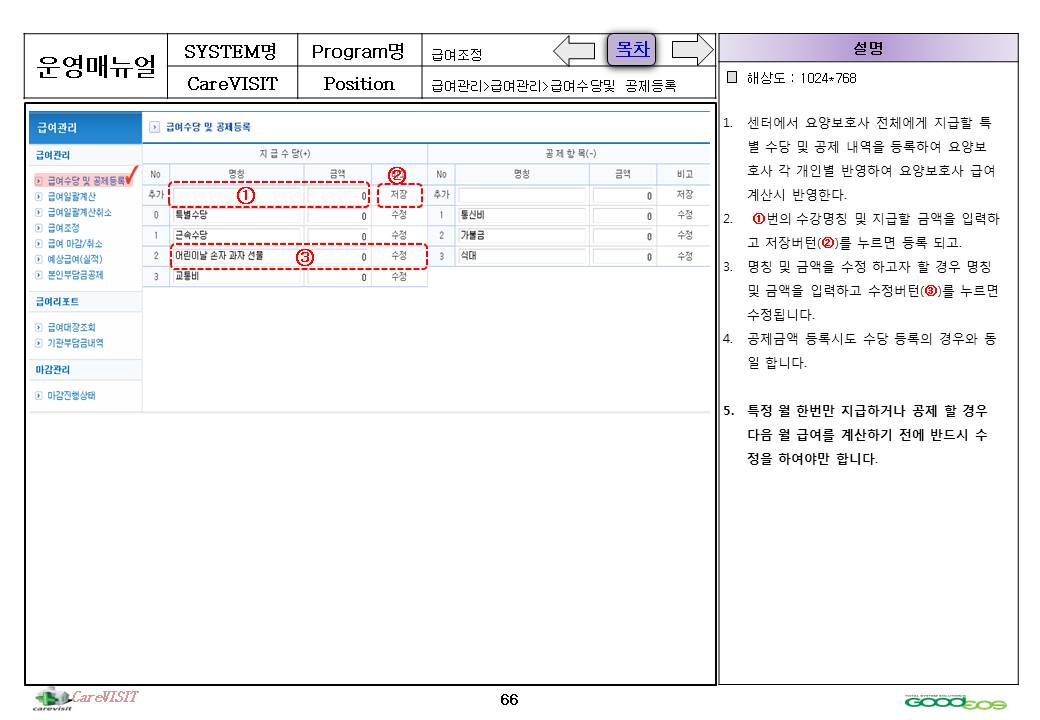 운영매뉴얼
SYSTEM명
Program명
급여조정
목차
CareVISIT
Position
급여관리>급여관리>급여수당및 공제등록
설명
해상도 : 1024*768
급여관리
급여수당 및 공제등록
급여관리
급여수당 및 공제등록
급여일괄계산
급여일괄계산취소
급여조정
급여 마감/취소
예상급여(실적)
본인부담금공제
급여리포트
급여대장조회
기관부담금내역
마감관리
마감진행상태
지 급 수 당(+)
공 제 항 목(-)
No 명칭 금액 ② No 명칭 금액 비고
추가 ① 0 저장 추가 0 저장
0 특별수당 0 수정 1 통신비 0 수정
1 근속수당 0 수정 2 가불금 0 수정
2 어린이날 손자 과자 선물 ③ 0 수정 3 식대 0 수정
3 교통비 0 수정
1. 센터에서 요양보호사 전체에게 지급할 특
별 수당 및 공제 내역을 등록하여 요양보
호사 각 개인별 반영하여 요양보호사 급여
계산시 반영한다.
2. ①번의 수강명칭 및 지급할 금액을 입력하
고 저장버턴(②)를 누르면 등록 되고.
3. 명칭 및 금액을 수정 하고자 할 경우 명칭
및 금액을 입력하고 수정버턴(③)를 누르면
수정됩니다.
4. 공제금액 등록시도 수당 등록의 경우와 동
일 합니다.
5. 특정 월 한번만 지급하거나 공제 할 경우
다음 월 급여를 계산하기 전에 반드시 수
정을 하여야만 합니다.
CareVISIT
carevisit
66
TOTAL SYSTEM SOLUTIONS
GOODEOS